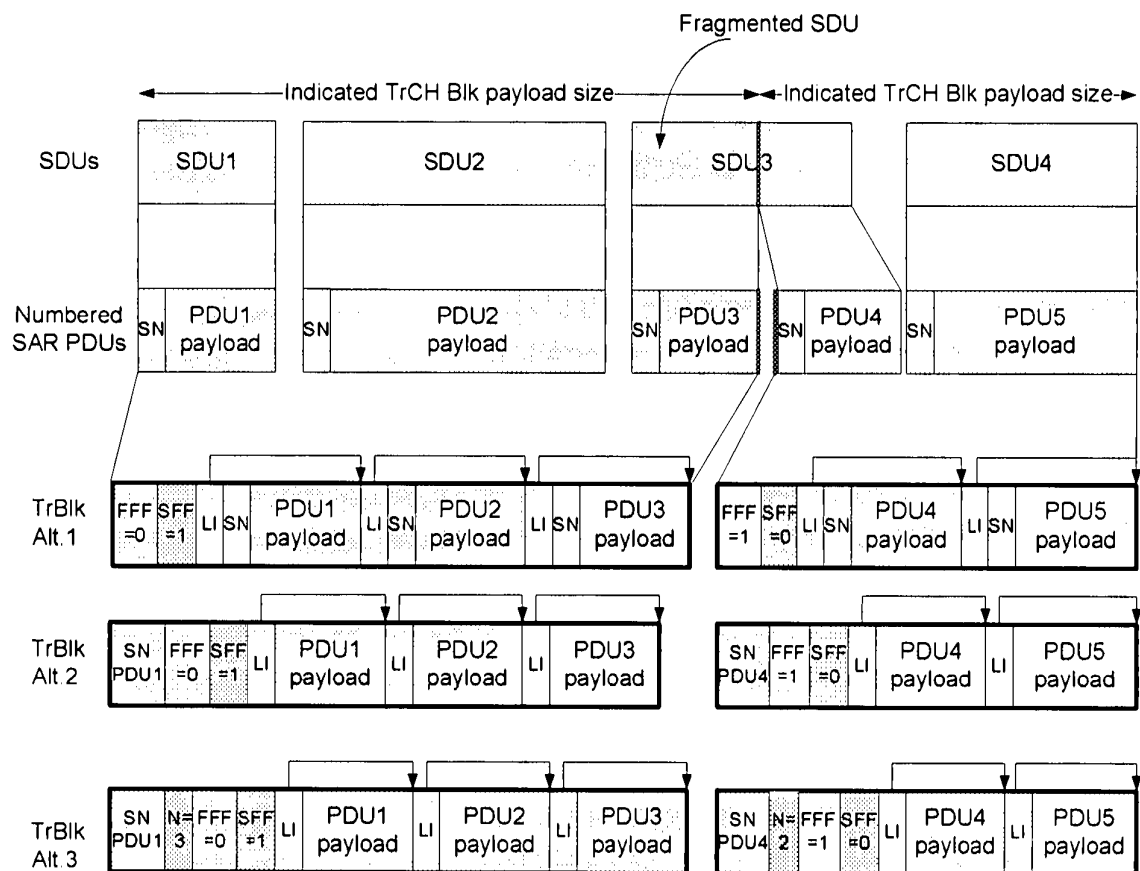 Fragmented SDU
Indicated TrCH Blk payload size
Indicated TrCH Blk payload size
SDUs
SDU1
SDU2
SDU3
SDU4
Numbered
SAR PDUs
SN
PDU1
payload
SN
PDU2
payload
SN
PDU3
payload
SN
PDU4
payload
SN
PDU5
payload
TrBlk
Alt.1
FFF
=0
SFF
=1
LI
SN
PDU1
payload
LI
SN
PDU2
payload
LI
SN
PDU3
payload
FFF
=1
SFF
=0
LI
SN
PDU4
payload
LI
SN
PDU5
payload
TrBlk
Alt.2
SN
PDU1
FFF
=0
SFF
=1
LI
PDU1
payload
LI
PDU2
payload
LI
PDU3
payload
SN
PDU4
FFF
=1
SFF
=0
LI
PDU4
payload
LI
PDU5
payload
TrBlk
Alt.3
SN
PDU1
N=
3
FFF
=0
SFF
=1
LI
PDU1
payload
LI
PDU2
payload
LI
PDU3
payload
SN
PDU4
N=
2
FFF
=1
SFF
=0
LI
PDU4
payload
LI
PDU5
payload